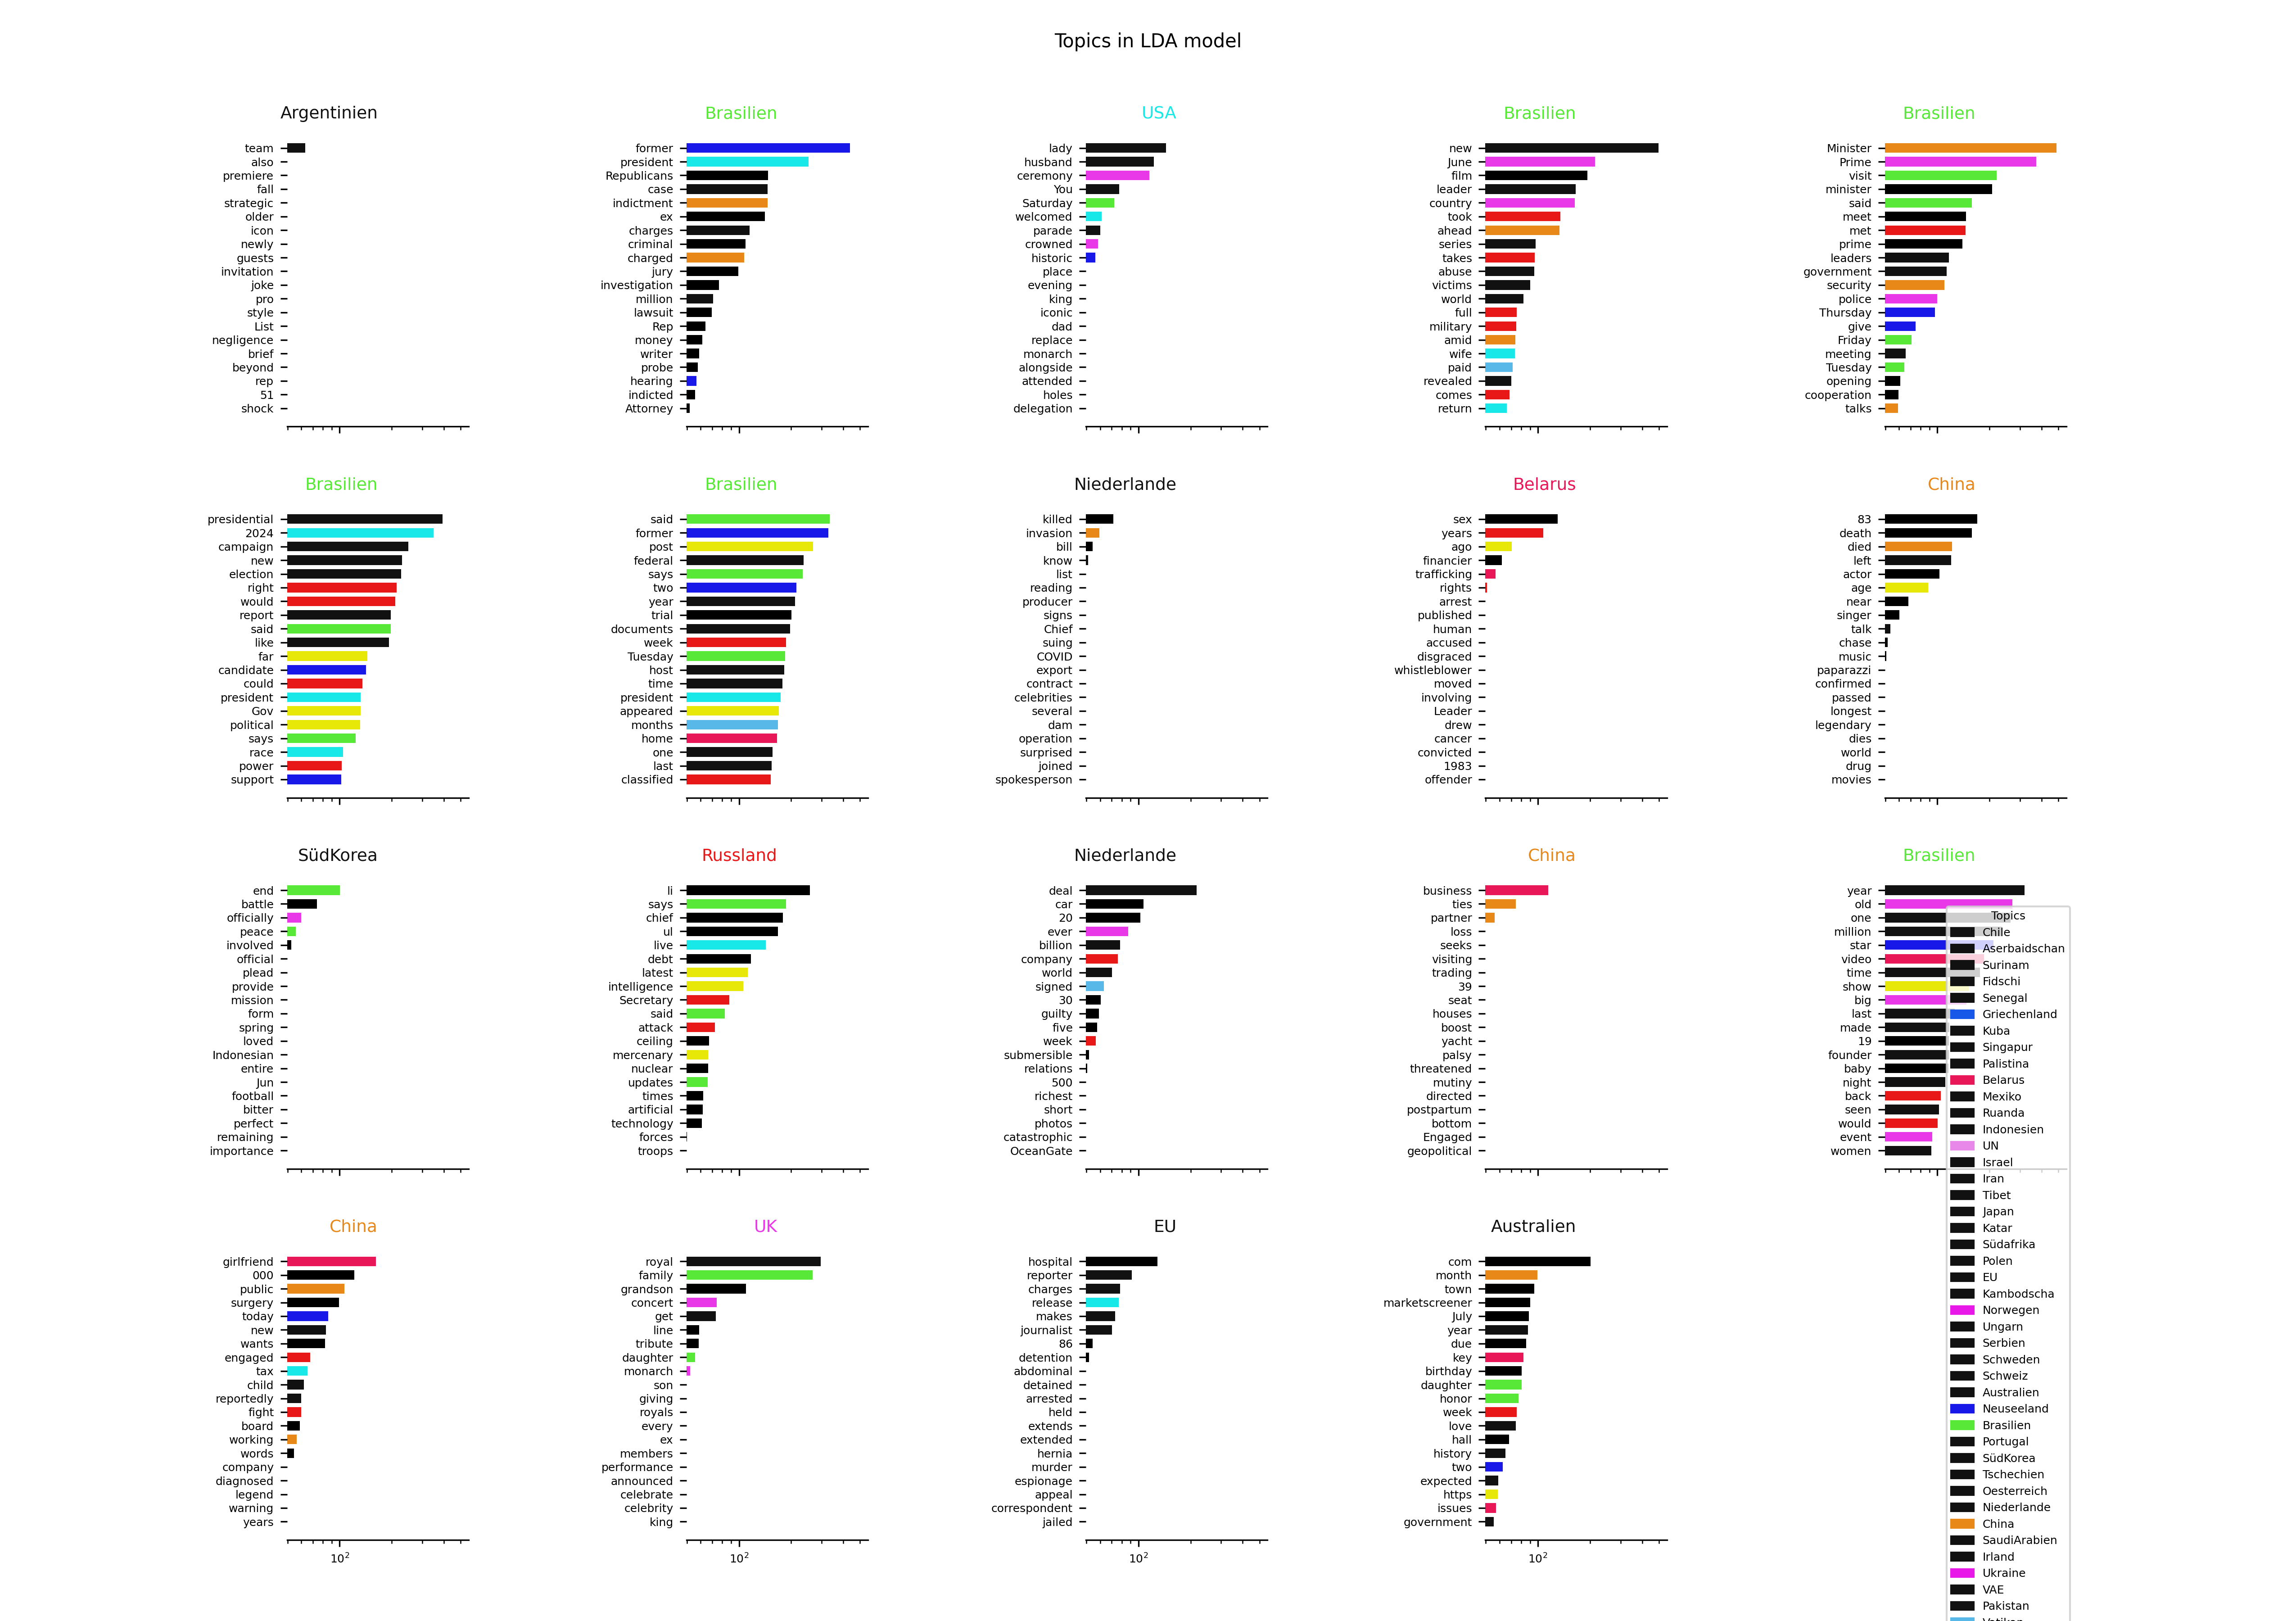 Topics in LDA model
Argentinien
team
also
premiere
fall
strategic
older
icon
newly
guests
invitation
joke
pro
style
List
negligence
brief
beyond
rep
51
shock
Brasilien
former
president
Republicans
case
indictment
ex
charges
criminal
charged
jury
investigation
million
lawsuit
Rep
money
writer
probe
hearing
indicted
Attorney
USA
lady
husband
ceremony
You
Saturday
welcomed
parade
crowned
historic
place
evening
king
iconic
dad
replace
monarch
alongside
attended
holes
delegation
Brasilien
new
June
film
leader
country
took
ahead
series
takes
abuse
victims
world
full
military
amid
wife
paid
revealed
comes
return
Brasilien
Minister
Prime
visit
minister
said
meet
met
prime
leaders
government
security
police
Thursday
give
Friday
meeting
Tuesday
opening
cooperation
talks
Brasilien
presidential
2024
campaign
new
election
right
would
report
said
like
far
candidate
could
president
Gov
political
says
race
power
support
Brasilien
said
former
post
federal
says
two
year
trial
documents
week
Tuesday
host
time
president
appeared
months
home
one
last
classified
Niederlande
killed
invasion
bill
know
list
reading
producer
signs
Chief
suing
COVID
export
contract
celebrities
several
dam
operation
surprised
joined
spokesperson
Belarus
sex
years
ago
financier
trafficking
rights
arrest
published
human
accused
disgraced
whistleblower
moved
involving
Leader
drew
cancer
convicted
1983
offender
China
83
death
died
left
actor
age
near
singer
talk
chase
music
paparazzi
confirmed
passed
longest
legendary
dies
world
drug
movies
SüdKorea
end
battle
officially
peace
involved
official
plead
provide
mission
form
spring
loved
Indonesian
entire
Jun
football
bitter
perfect
remaining
importance
Russland
li
says
chief
ul
live
debt
latest
intelligence
Secretary
said
attack
ceiling
mercenary
nuclear
updates
times
artificial
technology
forces
troops
Niederlande
deal
car
20
ever
billion
company
world
signed
30
guilty
five
week
submersible
relations
500
richest
short
photos
catastrophic
OceanGate
China
business
ties
partner
loss
seeks
visiting
trading
39
seat
houses
boost
yacht
palsy
threatened
mutiny
directed
postpartum
bottom
Engaged
geopolitical
Brasilien
year
old
one
million
star
video
time
show
big
last
made
19
founder
baby
night
back
seen
would
event
women
Topics
Chile
Aserbaidschan
Surinam
Fidschi
Senegal
Griechenland
Kuba
Singapur
Palistina
Belarus
Mexiko
Ruanda
Indonesien
UN
Israel
Iran
Tibet
Japan
Katar
Südafrika
Polen
EU
Kambodscha
Norwegen
Ungarn
Serbien
Schweden
Schweiz
Australien
Neuseeland
Brasilien
Portugal
SüdKorea
Tschechien
Oesterreich
Niederlande
China
SaudiArabien
Irland
Ukraine
VAE
Pakistan
China
girlfriend
000
public
surgery
today
new
wants
engaged
tax
child
reportedly
fight
board
working
words
company
diagnosed
legend
warning
years
10²
UK
royal
family
grandson
concert
get
line
tribute
daughter
monarch
son
giving
royals
every
ex
members
performance
announced
celebrate
celebrity
king
10²
EU
hospital
reporter
charges
release
makes
journalist
86
detention
abdominal
detained
arrested
held
extends
extended
hernia
murder
espionage
appeal
correspondent
jailed
10²
Australien
com
month
town
marketscreener
July
year
due
key
birthday
daughter
honor
week
love
hall
history
two
expected
https
issues
government
10²